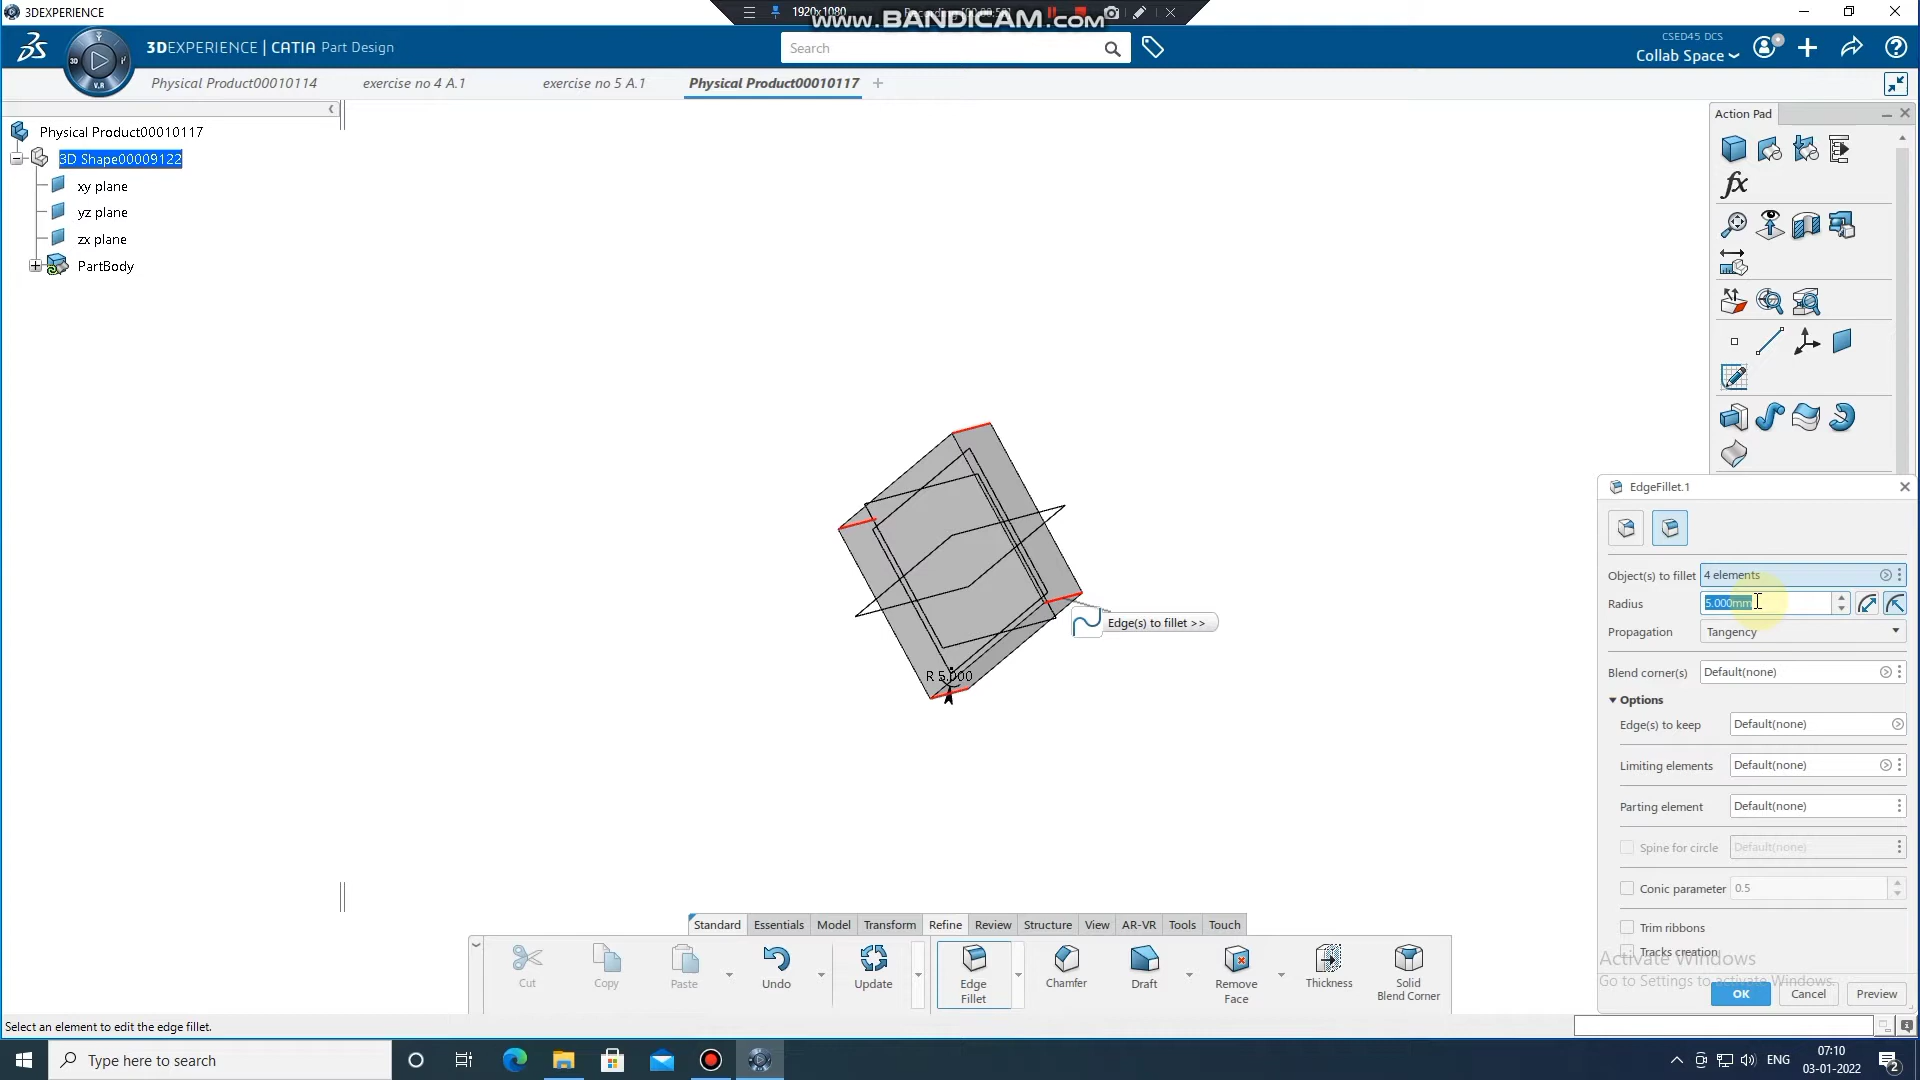 3DEXPERIENCE
1920x1080
www.BANDICAM.com
3DEXPERIENCE | CATIA Part Design
Search
CSED45 DCS
Collab Space
3D
V.R
Physical Product00010114
exercise no 4 A.1
exercise no 5 A.1
Physical Product00010117
Physical Product00010117
3D Shape00009122
xy plane
yz plane
zx plane
PartBody
Action Pad
fx
EdgeFillet.1
Object(s) to fillet
4 elements
Radius
5.000mm
Propagation
Tangency
Blend corner(s)
Default(none)
Options
Edge(s) to keep
Default(none)
Limiting elements
Default(none)
Parting element
Default(none)
Spine for circle
Default(none)
Conic parameter
0.5
Trim ribbons
Tracks creation
Activate Windows
Go to Settings to activate Windows.
OK
Cancel
Preview
Edge(s) to fillet >>
R 5.000
Standard
Essentials
Model
Transform
Refine
Review
Structure
View
AR-VR
Tools
Touch
Cut
Copy
Paste
Undo
Update
Edge Fillet
Chamfer
Draft
Remove Face
Thickness
Solid Blend Corner
Select an element to edit the edge fillet.
Type here to search
ENG
07:10
03-01-2022
2